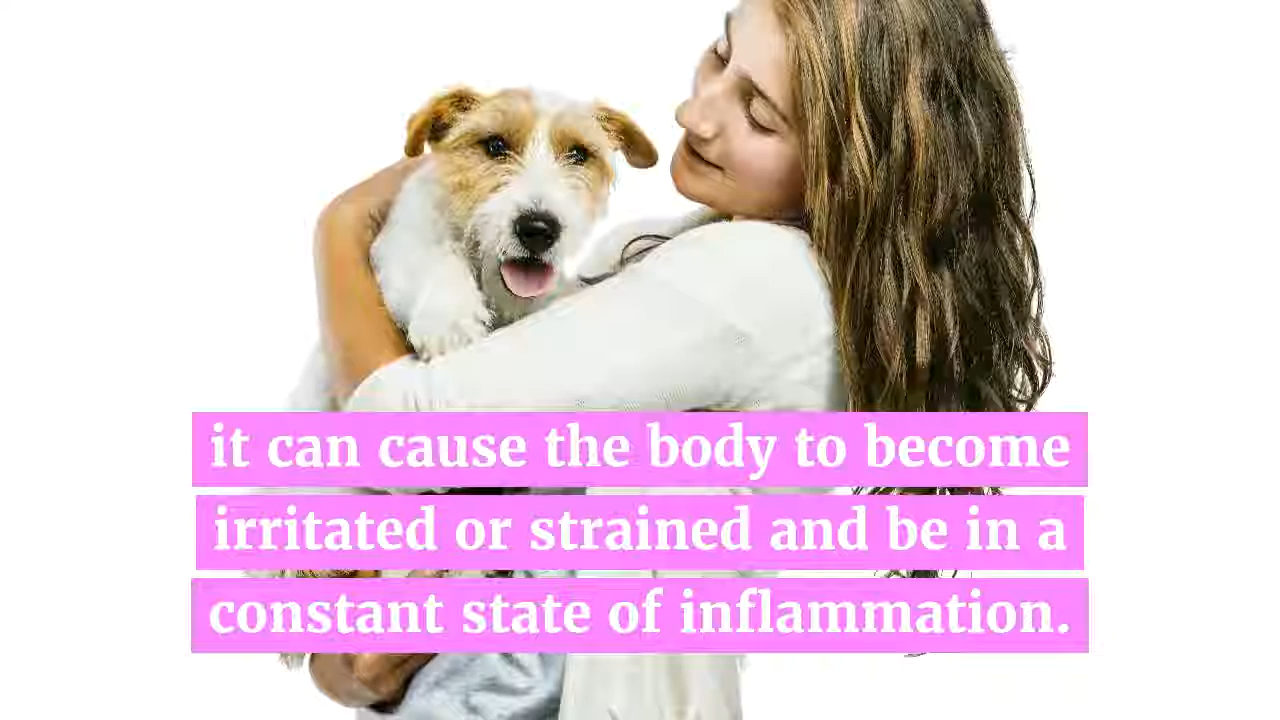 it can cause the body to become
irritated or strained and be in a
constant state of inflammation.